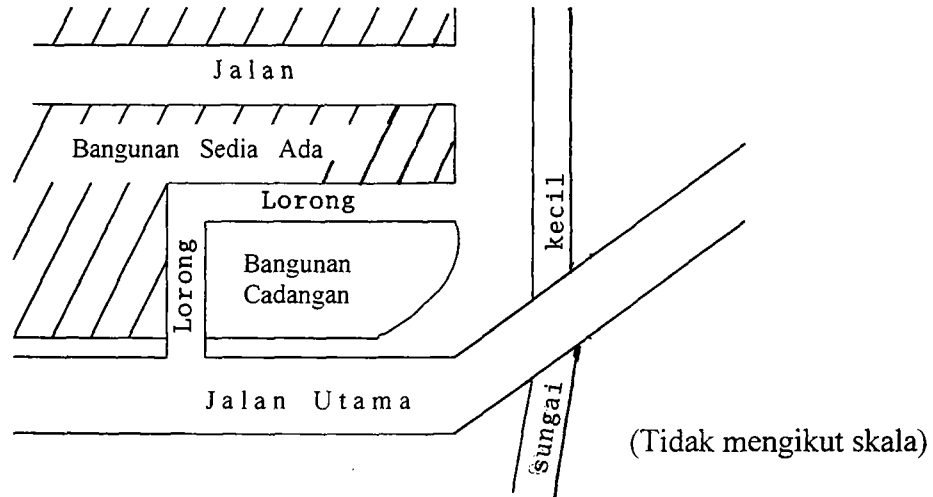 Jalan
Bangunan Sedia Ada
Lorong
kecil
Lorong
Bangunan
Cadangan
Jalan Utama
sungai
(Tidak mengikut skala)